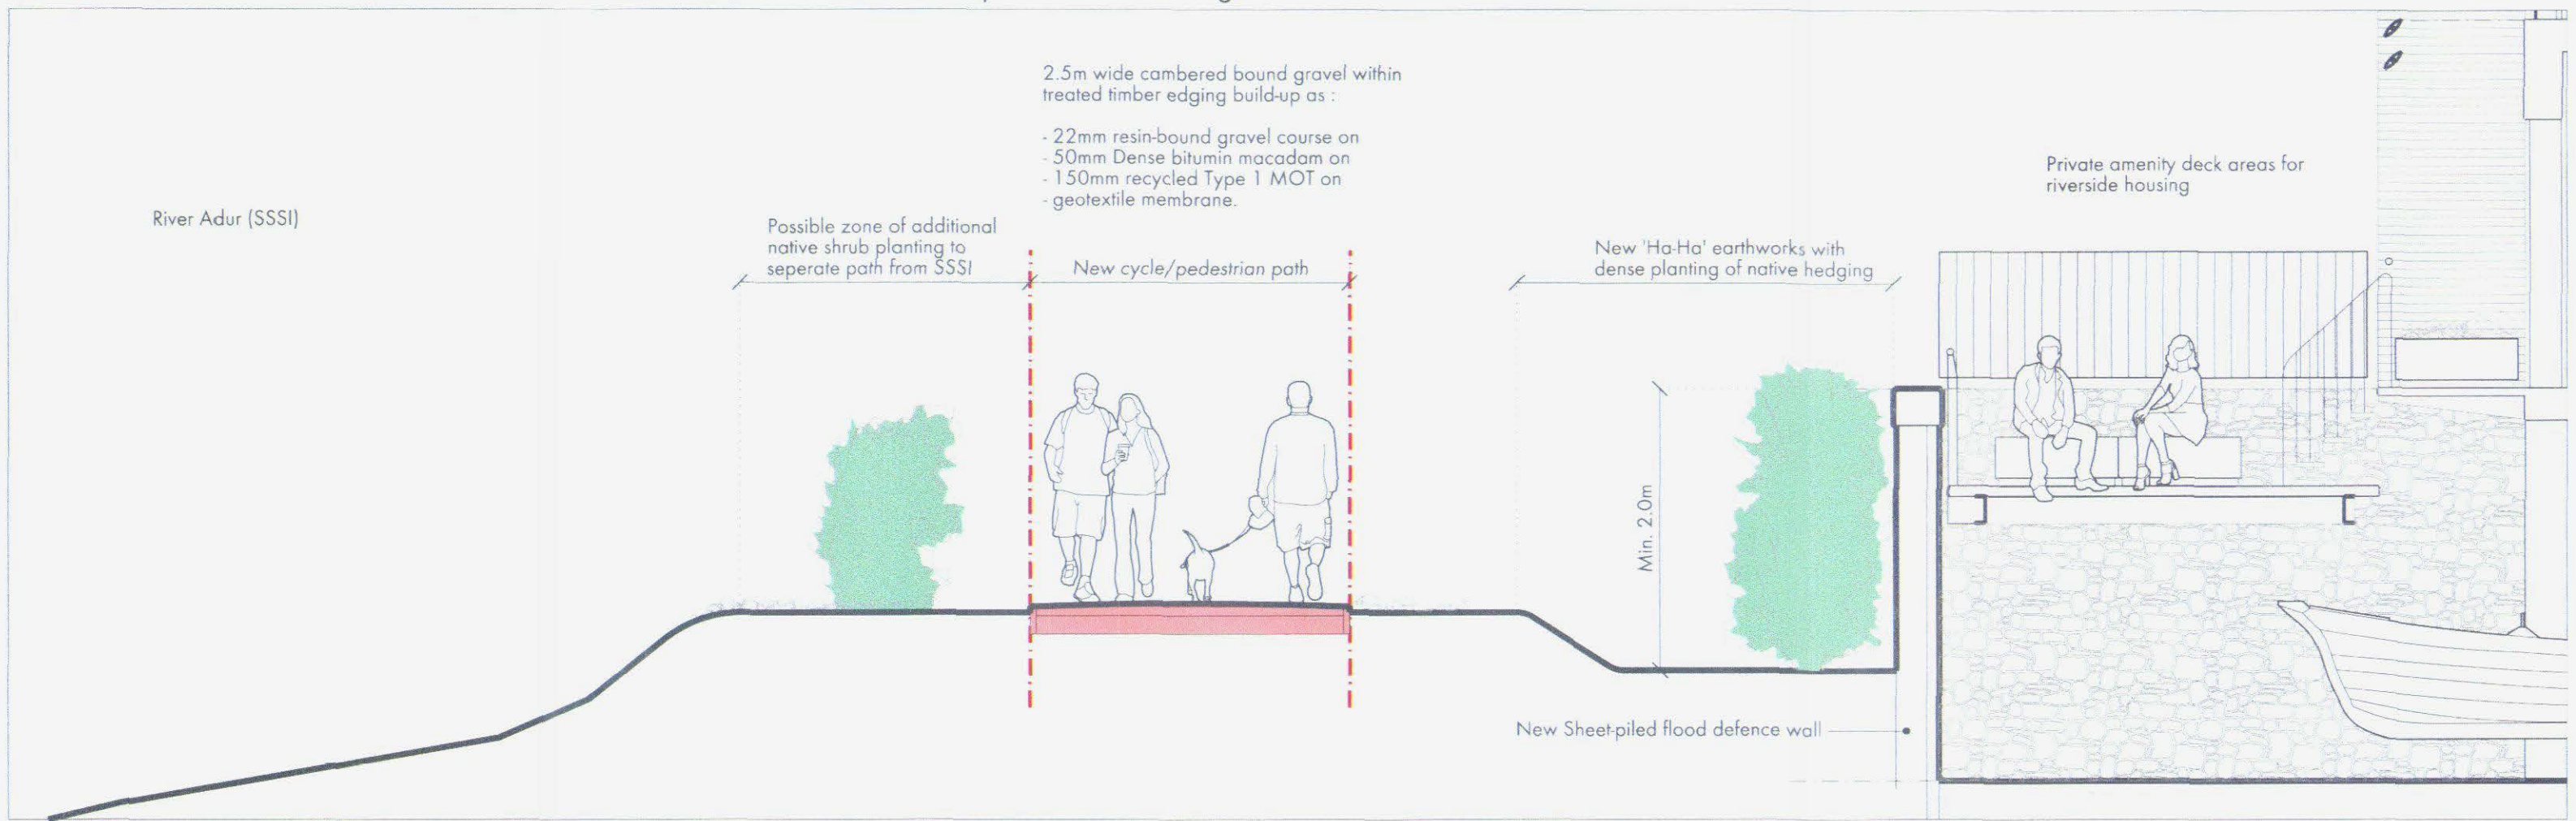 2.5m wide cambered bound gravel within
treated timber edging build-up as :
- 22mm resin-bound gravel course on
- 50mm Dense bitumin macadam on
- 150mm recycled Type 1 MOT on
- geotextile membrane.
Private amenity deck areas for
riverside housing
River Adur (SSSI)
Possible zone of additional
native shrub planting to
seperate path from SSSI
New cycle/pedestrian path
New 'Ha-Ha' earthworks with
dense planting of native hedging
Min. 2.0m
New Sheet-piled flood defence wall